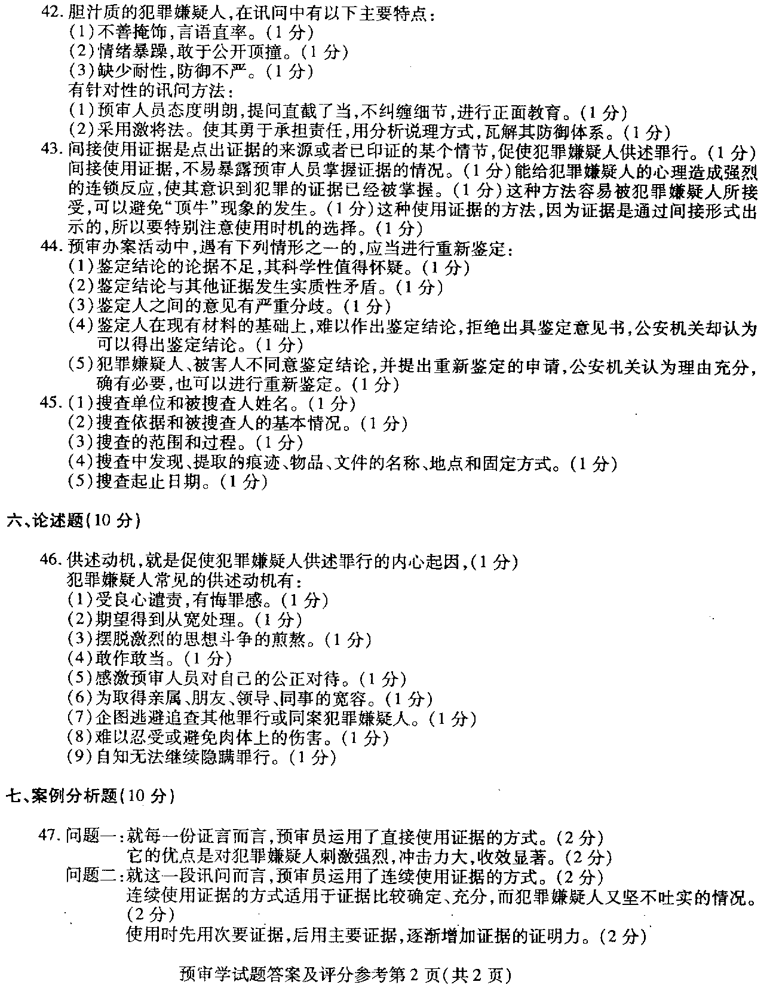 42. 胆汁质的犯罪嫌疑人,在讯问中有以下主要特点:
(1)不善掩饰,言语直率。(1 分)
(2)情绪暴躁,敢于公开顶撞。(1 分)
(3)缺少耐性,防御不严。(1 分)
有针对性的讯问方法:
(1)预审人员态度明朗,提问直截了当,不纠缠细节,进行正面教育。(1 分)
(2)采用激将法。使其勇于承担责任,用分析说理方式,瓦解其防御体系。(1 分)
43. 间接使用证据是点出证据的来源或者已印证的某个情节,促使犯罪嫌疑人供述罪行。(1 分)
间接使用证据,不易暴露预审人员掌握证据的情况。(1 分)能给犯罪嫌疑人的心理造成强烈
的连锁反应,使其意识到犯罪的证据已经被掌握。(1 分)这种方法容易被犯罪嫌疑人所接
受,可以避免“顶牛”现象的发生。(1 分)这种使用证据的方法,因为证据是通过间接形式出
示的,所以要特别注意使用时机的选择。(1 分)
44. 预审办案活动中,遇有下列情形之一的,应当进行重新鉴定:
(1)鉴定结论的论据不足,其科学性值得怀疑。(1 分)
(2)鉴定结论与其他证据发生实质性矛盾。(1 分)
(3)鉴定人之间的意见有严重分歧。(1 分)
(4)鉴定人在现有材料的基础上,难以作出鉴定结论,拒绝出具鉴定意见书,公安机关却认为
可以得出鉴定结论。(1 分)
(5)犯罪嫌疑人、被害人不同意鉴定结论,并提出重新鉴定的申请,公安机关认为理由充分,
确有必要,也可以进行重新鉴定。(1 分)
45. (1)搜查单位和被搜查人姓名。(1 分)
(2)搜查依据和被搜查人的基本情况。(1 分)
(3)搜查的范围和过程。(1 分)
(4)搜查中发现、提取的痕迹、物品、文件的名称、地点和固定方式。(1 分)
(5)搜查起止日期。(1 分)
六、论述题(10 分)
46. 供述动机,就是促使犯罪嫌疑人供述罪行的内心起因,(1 分)
犯罪嫌疑人常见的供述动机有:
(1)受良心谴责,有悔罪感。(1 分)
(2)期望得到从宽处理。(1 分)
(3)摆脱激烈的思想斗争的煎熬。(1 分)
(4)敢作敢当。(1 分)
(5)感激预审人员对自己的公正对待。(1 分)
(6)为取得亲属、朋友、领导、同事的宽容。(1 分)
(7)企图逃避追查其他罪行或同案犯罪嫌疑人。(1 分)
(8)难以忍受或避免肉体上的伤害。(1 分)
(9)自知无法继续隐瞒罪行。(1 分)
七、案例分析题(10 分)
47. 问题一:就每一份证言而言,预审员运用了直接使用证据的方式。(2 分)
它的优点是对犯罪嫌疑人刺激强烈,冲击力大,收效显著。(2 分)
问题二:就这一段讯问而言,预审员运用了连续使用证据的方式。(2 分)
连续使用证据的方式适用于证据比较确定、充分,而犯罪嫌疑人又坚不吐实的情况。
(2 分)
使用时先用次要证据,后用主要证据,逐渐增加证据的证明力。(2 分)
预审学试题答案及评分参考第 2 页(共 2 页)